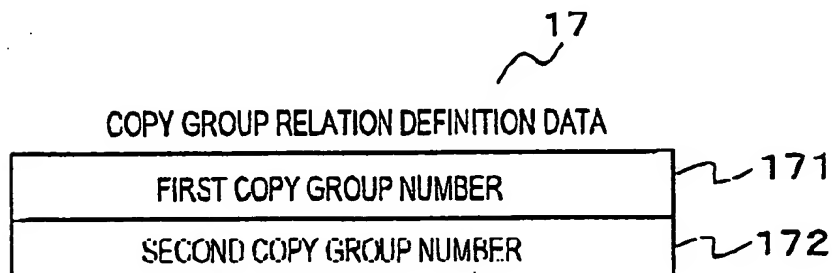 17
COPY GROUP RELATION DEFINITION DATA
FIRST COPY GROUP NUMBER 171
SECOND COPY GROUP NUMBER 172